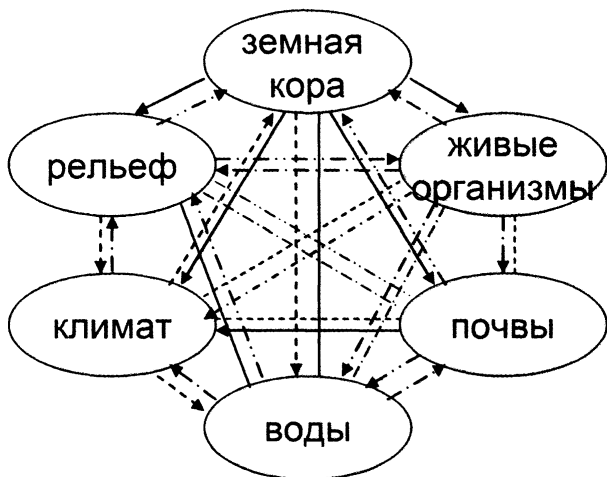 земная
кора
рельеф
живые
организмы
климат
почвы
воды